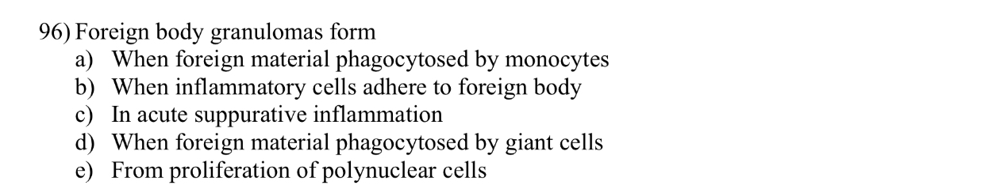 96) Foreign body granulomas form
a) When foreign material phagocytosed by monocytes
b) When inflammatory cells adhere to foreign body
c) In acute suppurative inflammation
d) When foreign material phagocytosed by giant cells
e) From proliferation of polynuclear cells